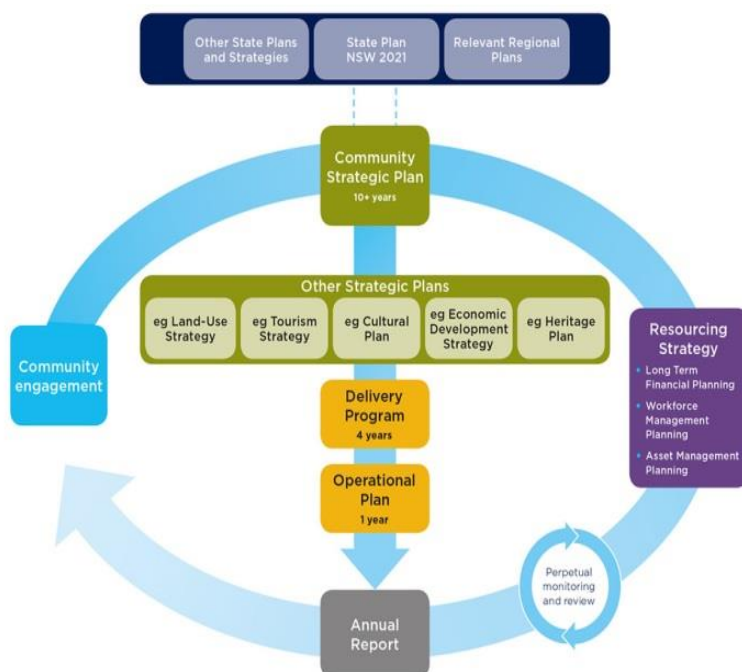 Other State Plans
and Strategies
State Plan
NSW 2021
Relevant Regional
Plans
Community
Strategic Plan
10+ years
Other Strategic Plans
eg Land-Use
Strategy
eg Tourism
Strategy
eg Cultural
Plan
eg Economic
Development
Strategy
eg Heritage
Plan
Community
engagement
Resourcing
Strategy
• Long Term
Financial Planning
• Workforce
Management
Planning
• Asset Management
Planning
Delivery
Program
4 years
Operational
Plan
1 year
Perpetual
monitoring
and review
Annual
Report